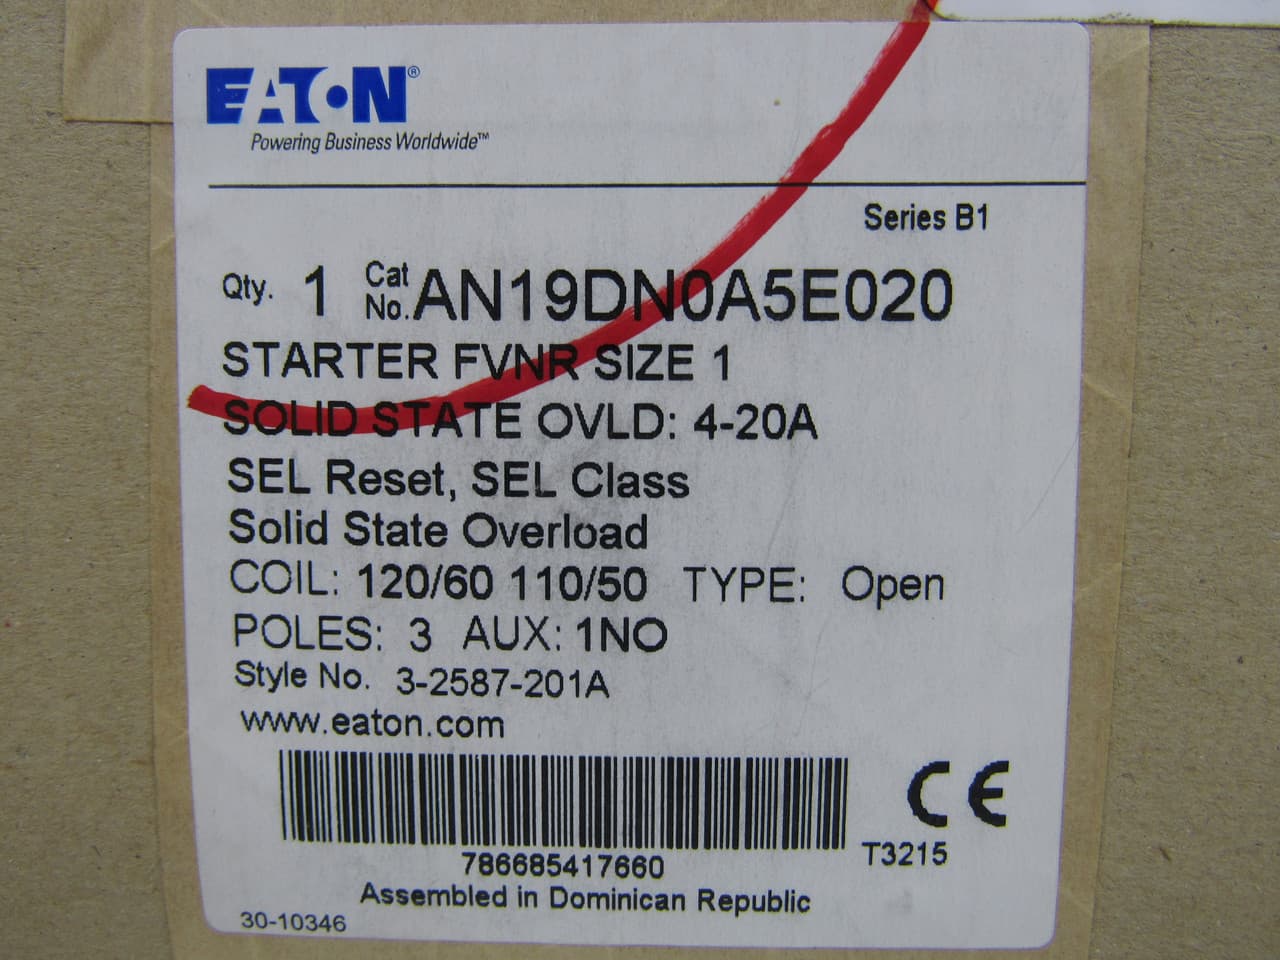 EATON®
Powering Business Worldwide™
Series B1
Qty. 1 Cat No. AN19DN0A5E020
STARTER FVNR SIZE 1
SOLID STATE OVLD: 4-20A
SEL Reset, SEL Class
Solid State Overload
COIL: 120/60 110/50 TYPE: Open
POLES: 3 AUX: 1NO
Style No. 3-2587-201A
www.eaton.com
CE
T3215
786685417660
Assembled in Dominican Republic
30-10346